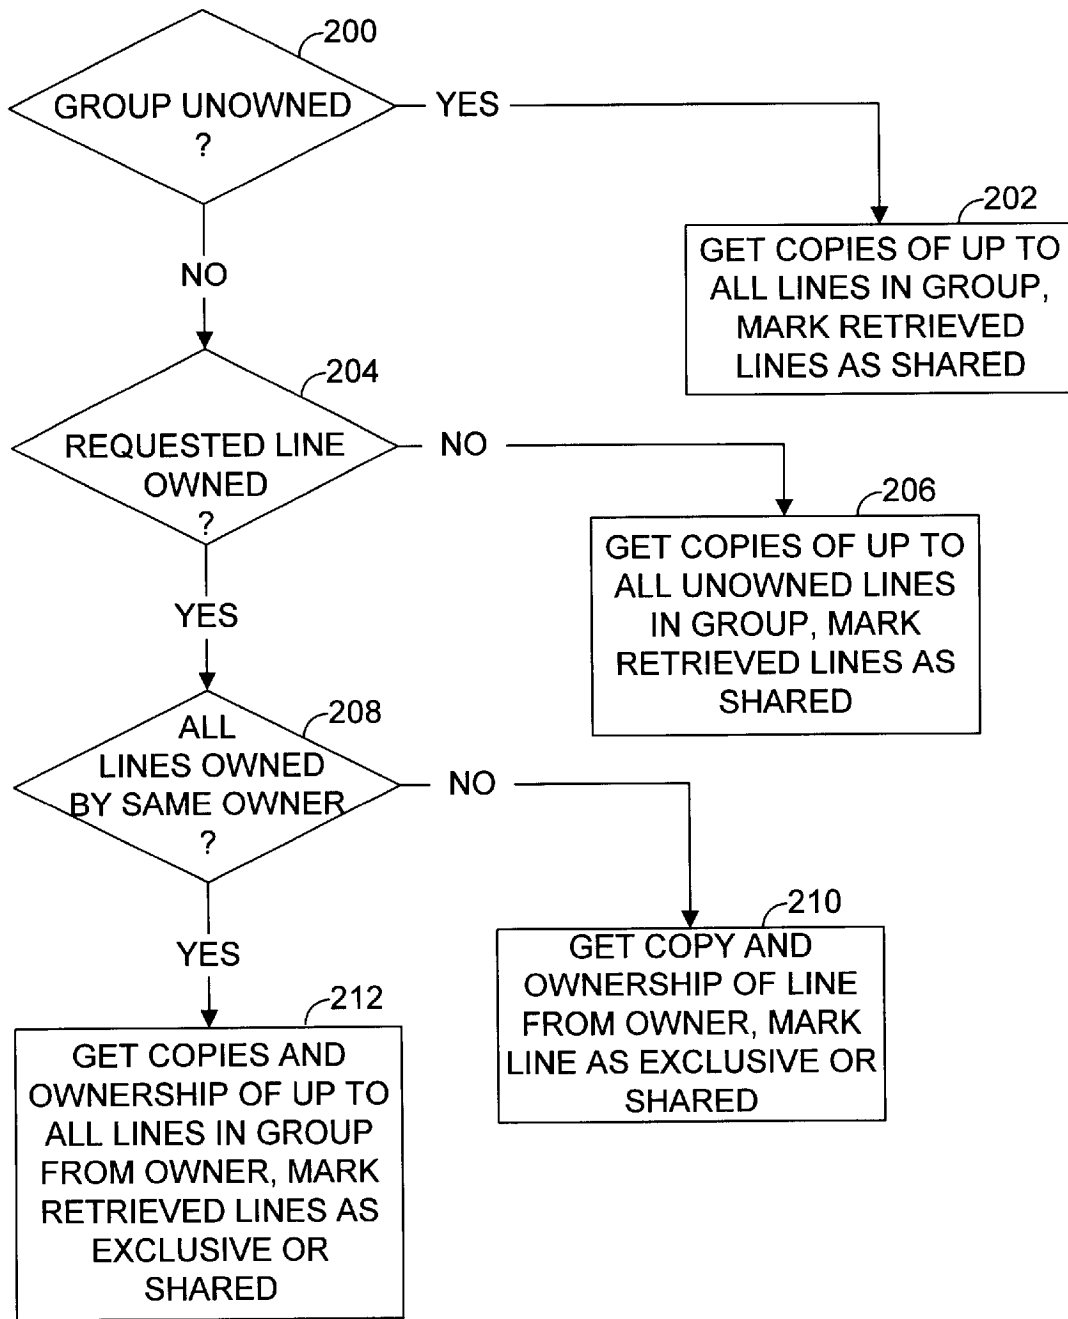 200
GROUP UNOWNED
?
YES
NO
202
GET COPIES OF UP TO
ALL LINES IN GROUP,
MARK RETRIEVED
LINES AS SHARED
204
REQUESTED LINE
OWNED
?
NO
YES
206
GET COPIES OF UP TO
ALL UNOWNED LINES
IN GROUP, MARK
RETRIEVED LINES AS
SHARED
208
ALL
LINES OWNED
BY SAME OWNER
?
NO
YES
210
GET COPY AND
OWNERSHIP OF LINE
FROM OWNER, MARK
LINE AS EXCLUSIVE OR
SHARED
212
GET COPIES AND
OWNERSHIP OF UP TO
ALL LINES IN GROUP
FROM OWNER, MARK
RETRIEVED LINES AS
EXCLUSIVE OR
SHARED